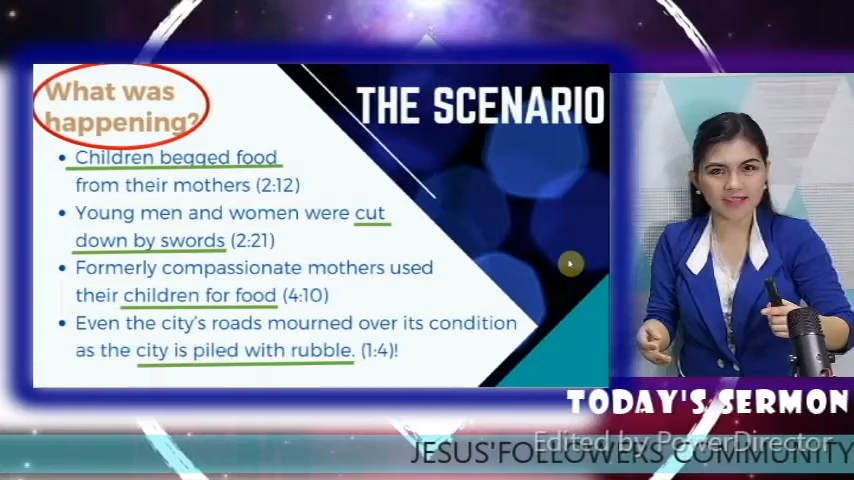 What was
happening?
THE SCENARIO
• Children begged food
from their mothers (2:12)
• Young men and women were cut
down by swords (2:21)
• Formerly compassionate mothers used
their children for food (4:10)
• Even the city's roads mourned over its condition
as the city is piled with rubble. (1:4)!
TODAY'S SERMON
Edited by PowerDirector
JESUS'FOLLOWERS COMMUNITY